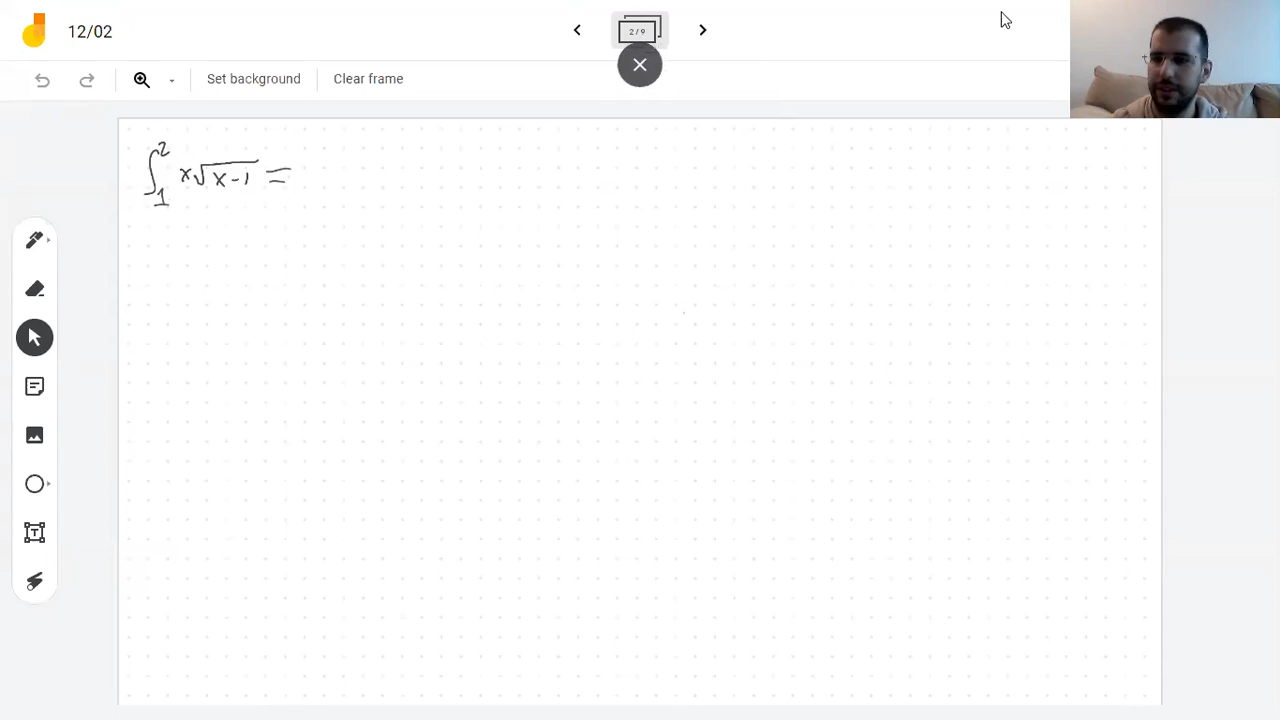 12/02
2/9
Set background
Clear frame
∫₁² x√(x-1) =